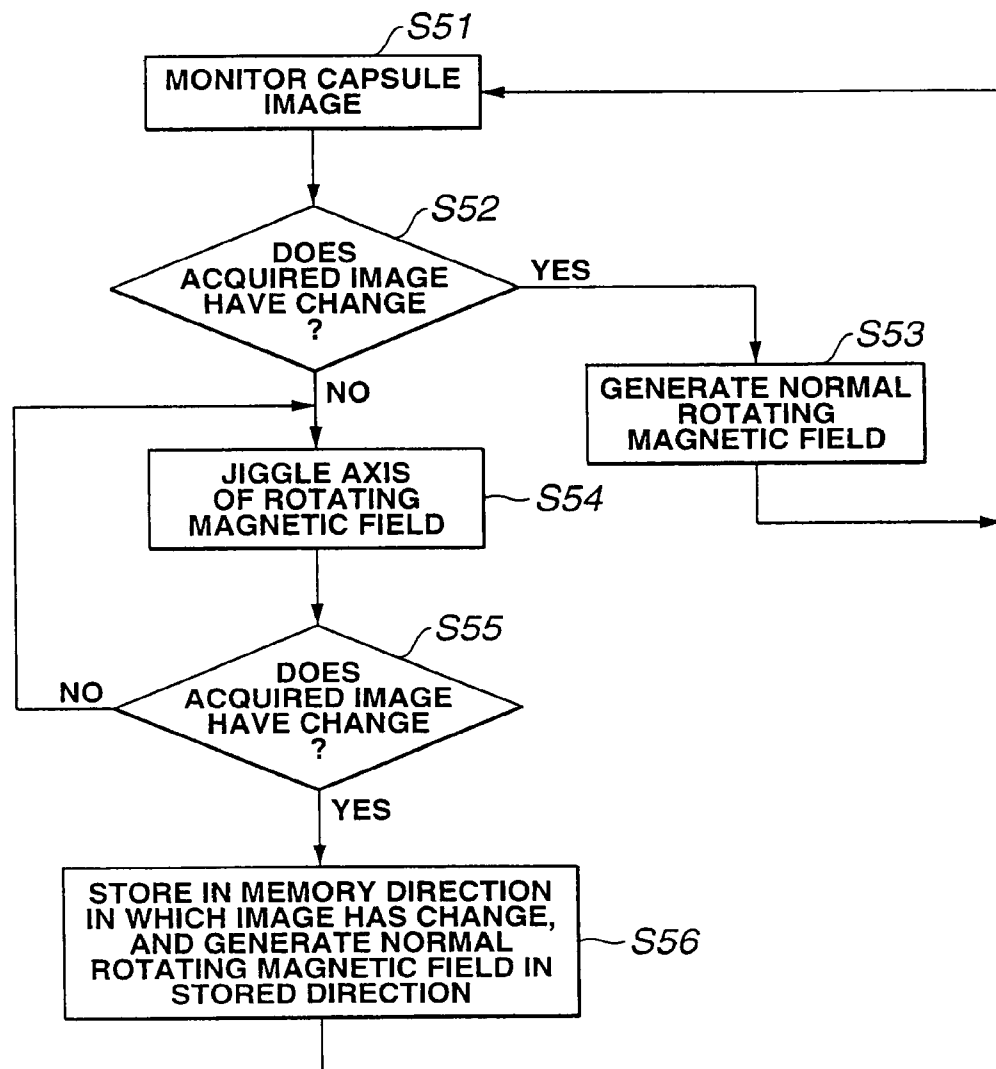 S51
MONITOR CAPSULE
IMAGE
S52
DOES
ACQUIRED IMAGE
HAVE CHANGE
?
YES
NO
S53
GENERATE NORMAL
ROTATING
MAGNETIC FIELD
JIGGLE AXIS
OF ROTATING
MAGNETIC FIELD
S54
S55
DOES
ACQUIRED IMAGE
HAVE CHANGE
?
NO
YES
STORE IN MEMORY DIRECTION
IN WHICH IMAGE HAS CHANGE,
AND GENERATE NORMAL
ROTATING MAGNETIC FIELD IN
STORED DIRECTION
S56